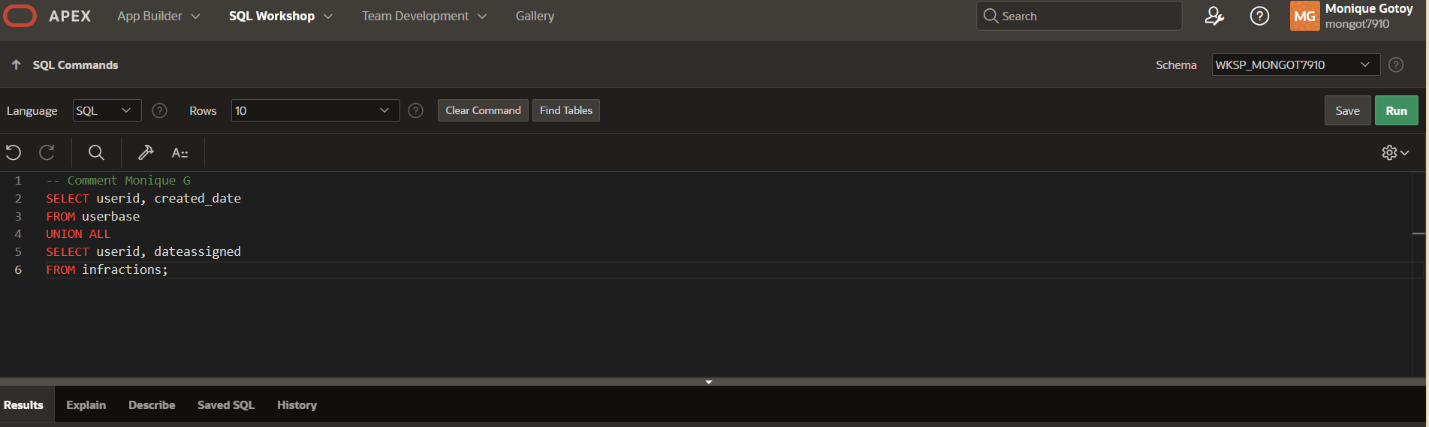 APEX App Builder SQL Workshop Team Development Gallery Search MG Monique Gotoy
mongot7910
SQL Commands Schema WKSP_MONGOT7910
Language SQL Rows 10 Clear Command Find Tables Save Run
A::
1 -- Comment Monique G
2 SELECT userid, created_date
3 FROM userbase
4 UNION ALL
5 SELECT userid, dateassigned
6 FROM infractions;
Results Explain Describe Saved SQL History